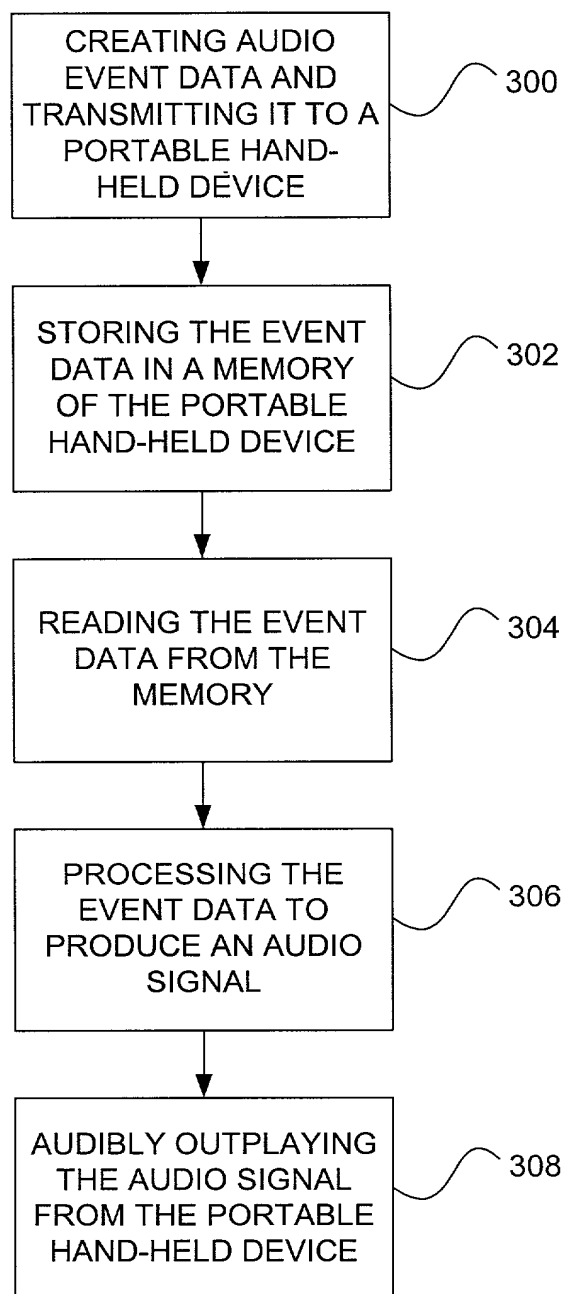 CREATING AUDIO
EVENT DATA AND
TRANSMITTING IT TO A
PORTABLE HAND-
HELD DEVICE
300
STORING THE EVENT
DATA IN A MEMORY
OF THE PORTABLE
HAND-HELD DEVICE
302
READING THE EVENT
DATA FROM THE
MEMORY
304
PROCESSING THE
EVENT DATA TO
PRODUCE AN AUDIO
SIGNAL
306
AUDIBLY OUTPLAYING
THE AUDIO SIGNAL
FROM THE PORTABLE
HAND-HELD DEVICE
308